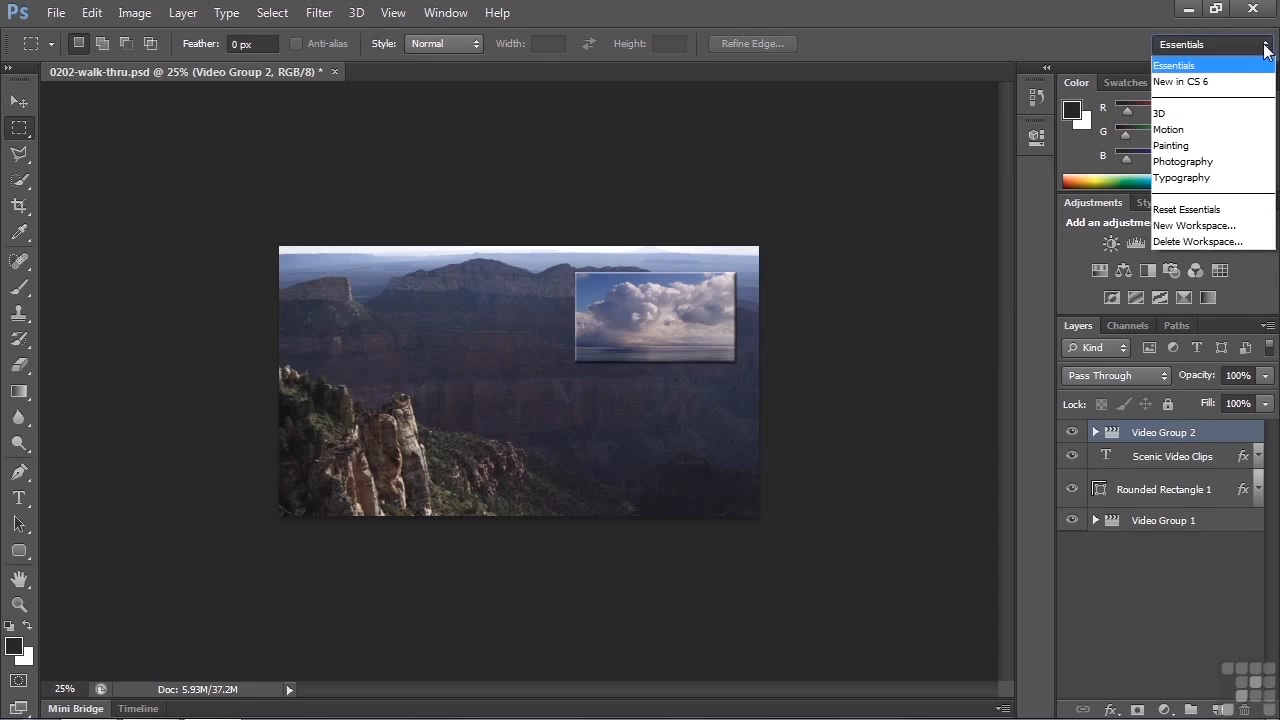 Ps File Edit Image Layer Type Select Filter 3D View Window Help
Feather: 0 px Anti-alias Style: Normal Width: Height: Refine Edge... Essentials
0202-walk-thru.psd @ 25% (Video Group 2, RGB/8) * ×
Essentials
New in CS 6
3D
Motion
Painting
Photography
Typography
Reset Essentials
New Workspace...
Delete Workspace...
Color Swatches
R
G
B
Adjustments
Add an adjustme
Layers Channels Paths
Kind
Pass Through Opacity: 100%
Lock: Fill: 100%
Video Group 2
Scenic Video Clips fx
Rounded Rectangle 1 fx
Video Group 1
25% Doc: 5.93M/37.2M
Mini Bridge Timeline